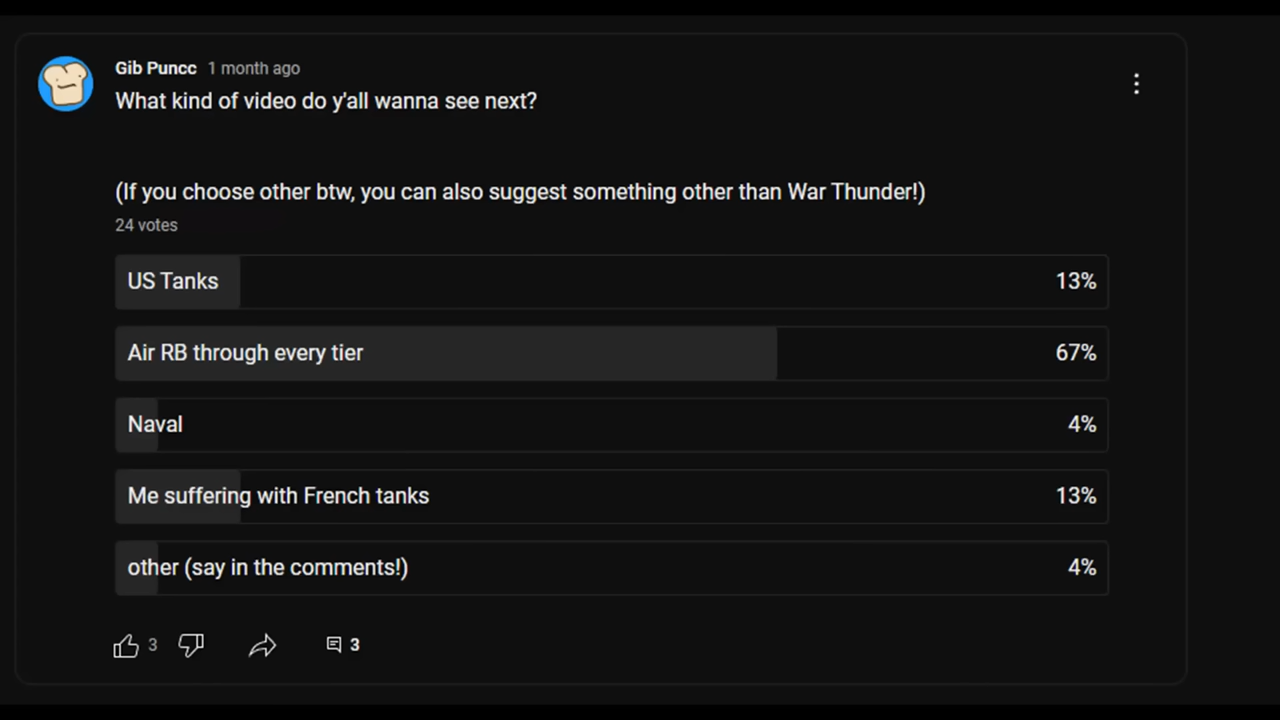 Gib Puncc 1 month ago
What kind of video do y'all wanna see next?
(If you choose other btw, you can also suggest something other than War Thunder!)
24 votes
US Tanks 13%
Air RB through every tier 67%
Naval 4%
Me suffering with French tanks 13%
other (say in the comments!) 4%
3 3